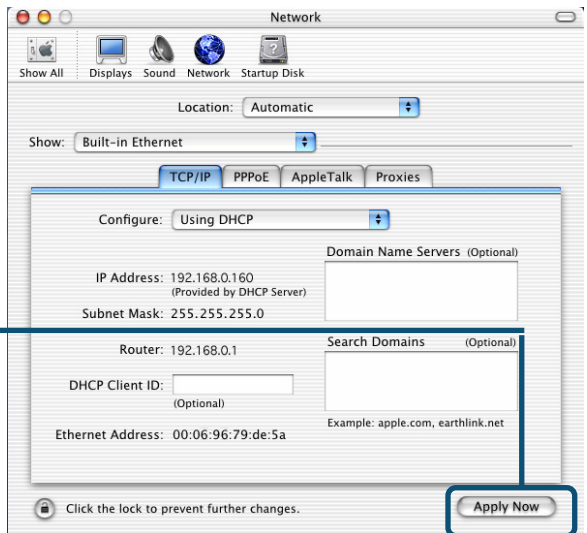 Network
Show All Displays Sound Network Startup Disk
Location: Automatic
Show: Built-in Ethernet
TCP/IP PPPoE AppleTalk Proxies
Configure: Using DHCP
Domain Name Servers (Optional)
IP Address: 192.168.0.160
(Provided by DHCP Server)
Subnet Mask: 255.255.255.0
Router: 192.168.0.1
Search Domains (Optional)
DHCP Client ID:
(Optional)
Example: apple.com, earthlink.net
Ethernet Address: 00:06:96:79:de:5a
Click the lock to prevent further changes.
Apply Now